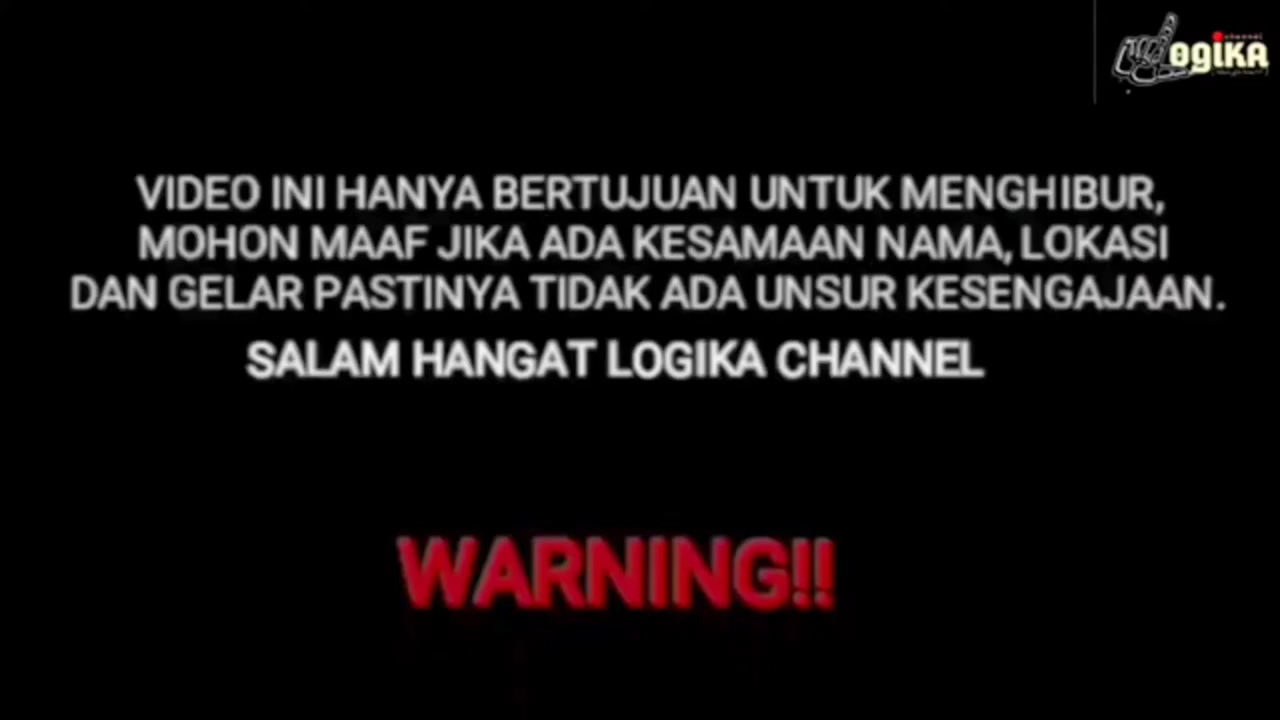 channel
Logika
VIDEO INI HANYA BERTUJUAN UNTUK MENGHIBUR,
MOHON MAAF JIKA ADA KESAMAAN NAMA, LOKASI
DAN GELAR PASTINYA TIDAK ADA UNSUR KESENGAJAAN.
SALAM HANGAT LOGIKA CHANNEL
WARNING!!